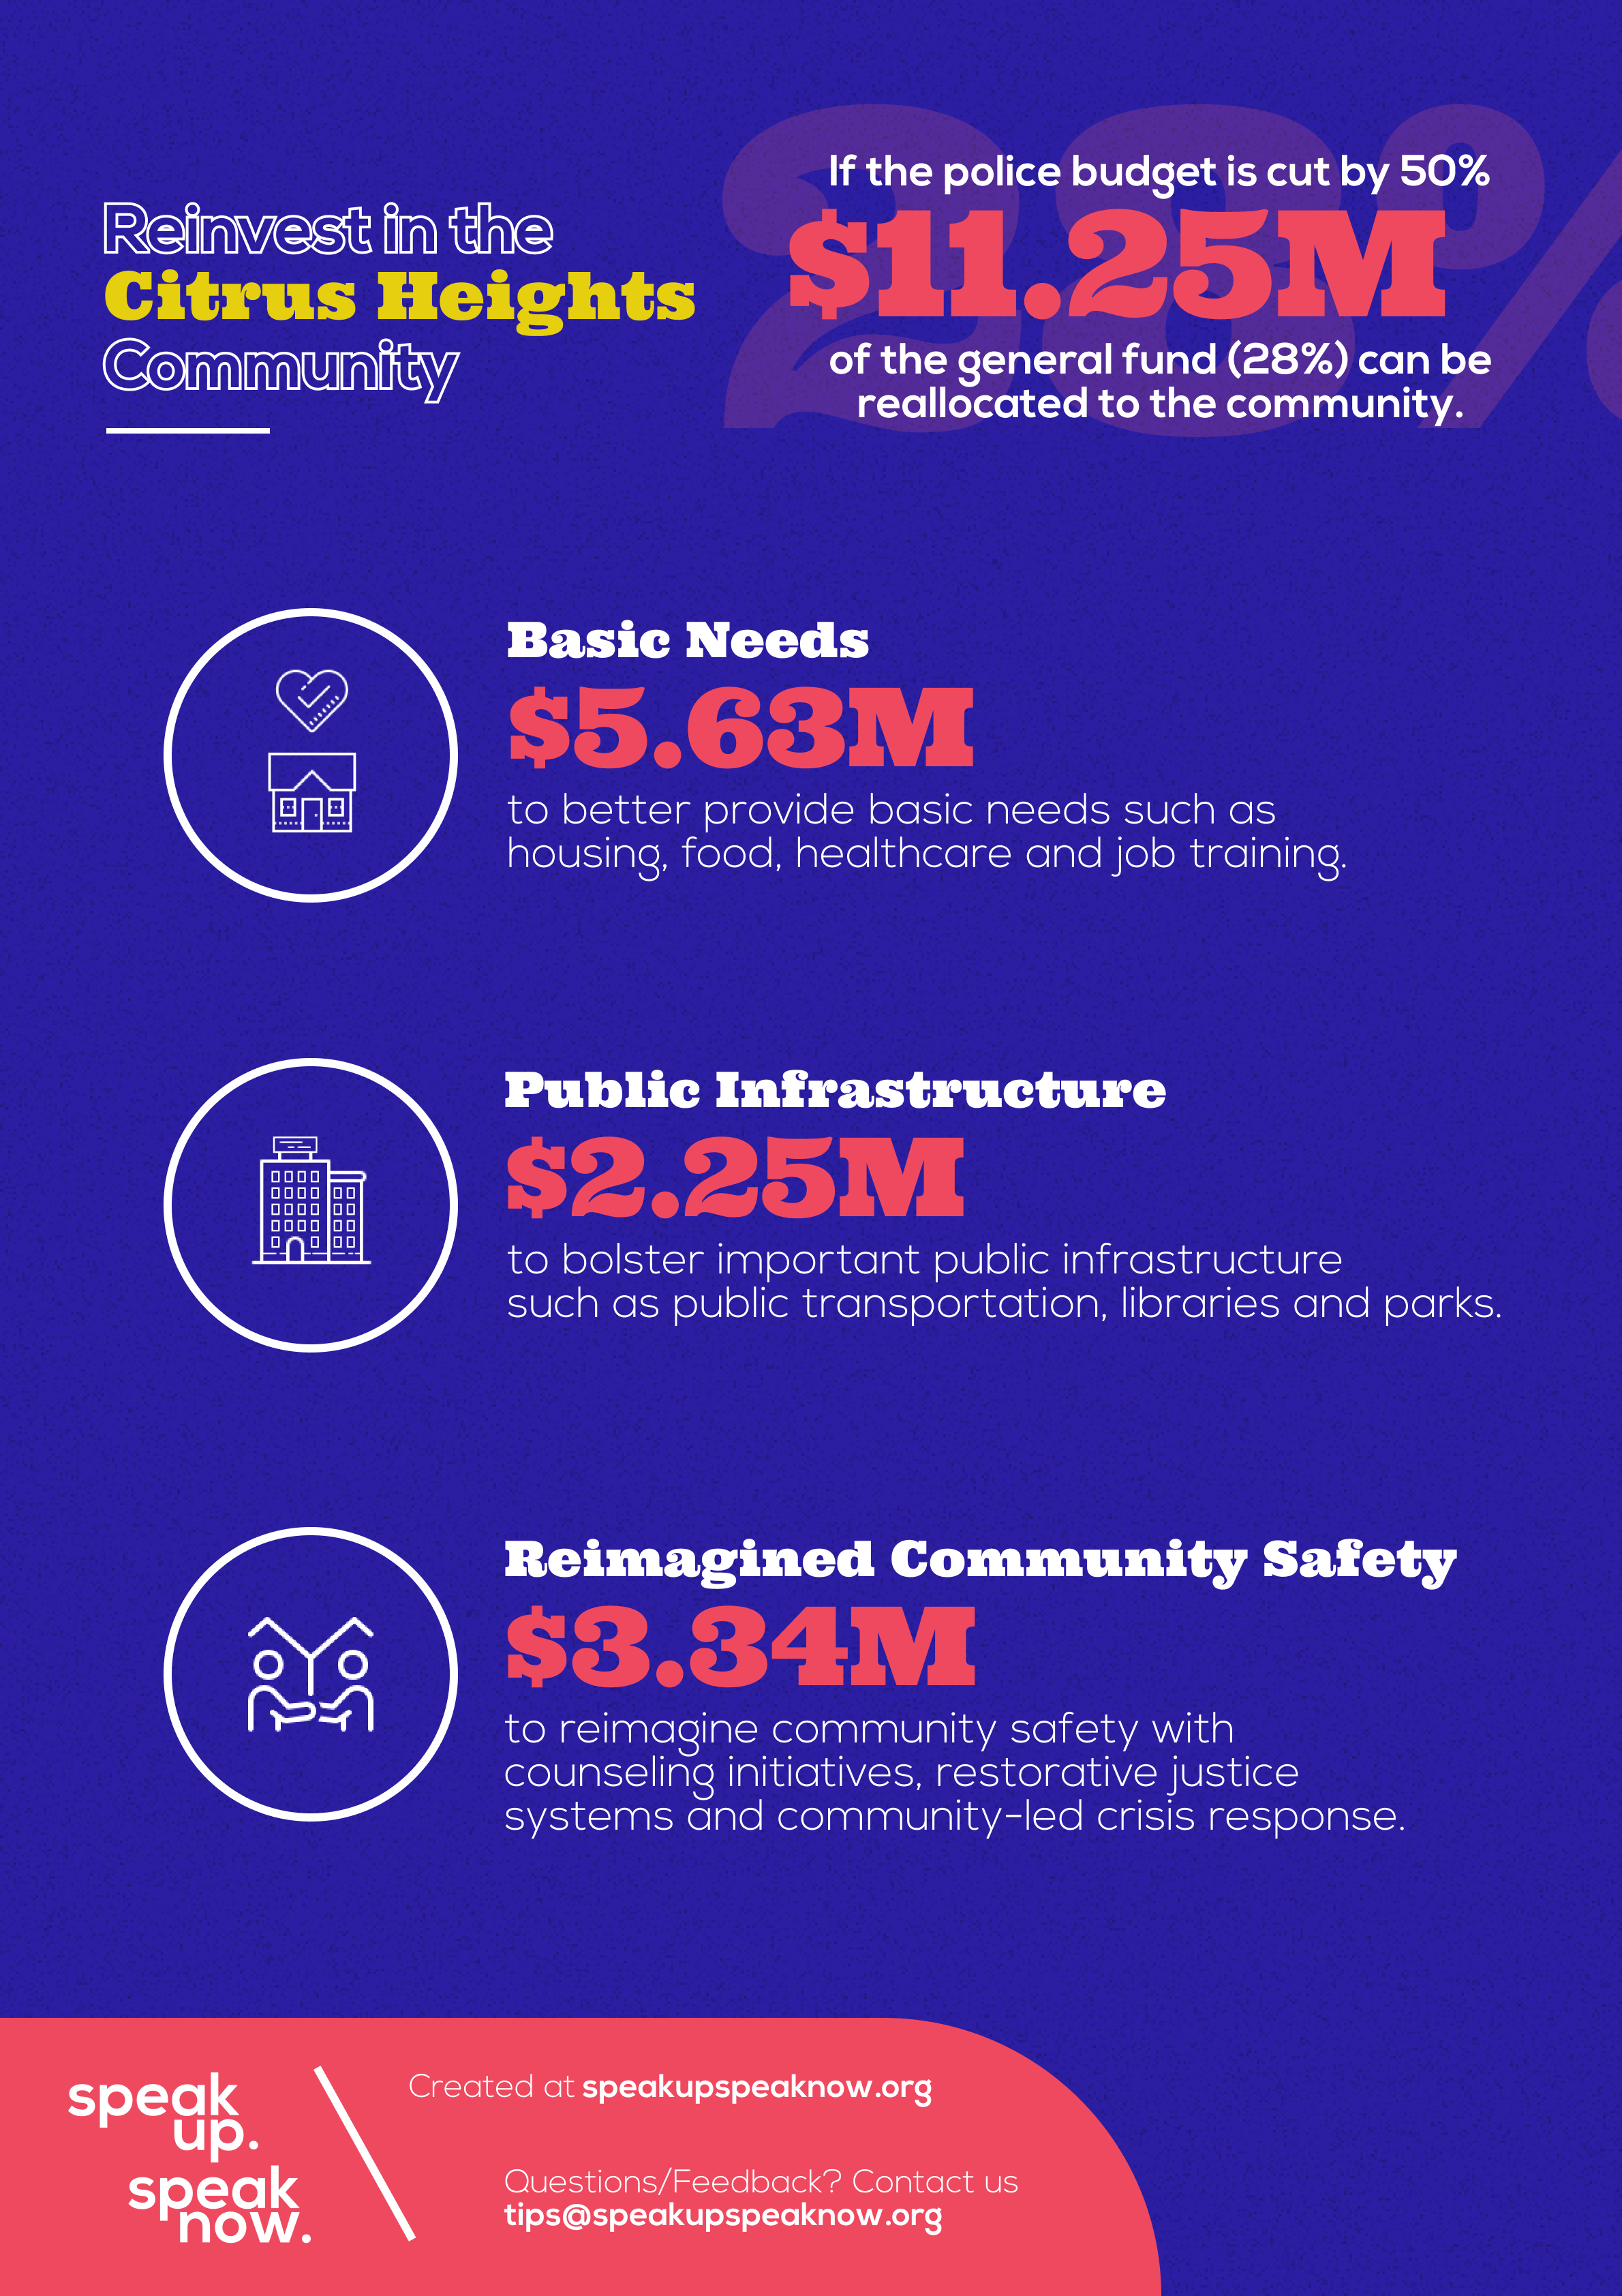 Reinvest in the
Citrus Heights
Community
28%
If the police budget is cut by 50%
$11.25M
of the general fund (28%) can be
reallocated to the community.
Basic Needs
$5.63M
to better provide basic needs such as
housing, food, healthcare and job training.
Public Infrastructure
$2.25M
to bolster important public infrastructure
such as public transportation, libraries and parks.
Reimagined Community Safety
$3.34M
to reimagine community safety with
counseling initiatives, restorative justice
systems and community-led crisis response.
speak
up.
speak
now.
Created at speakupspeaknow.org
Questions/Feedback? Contact us
tips@speakupspeaknow.org